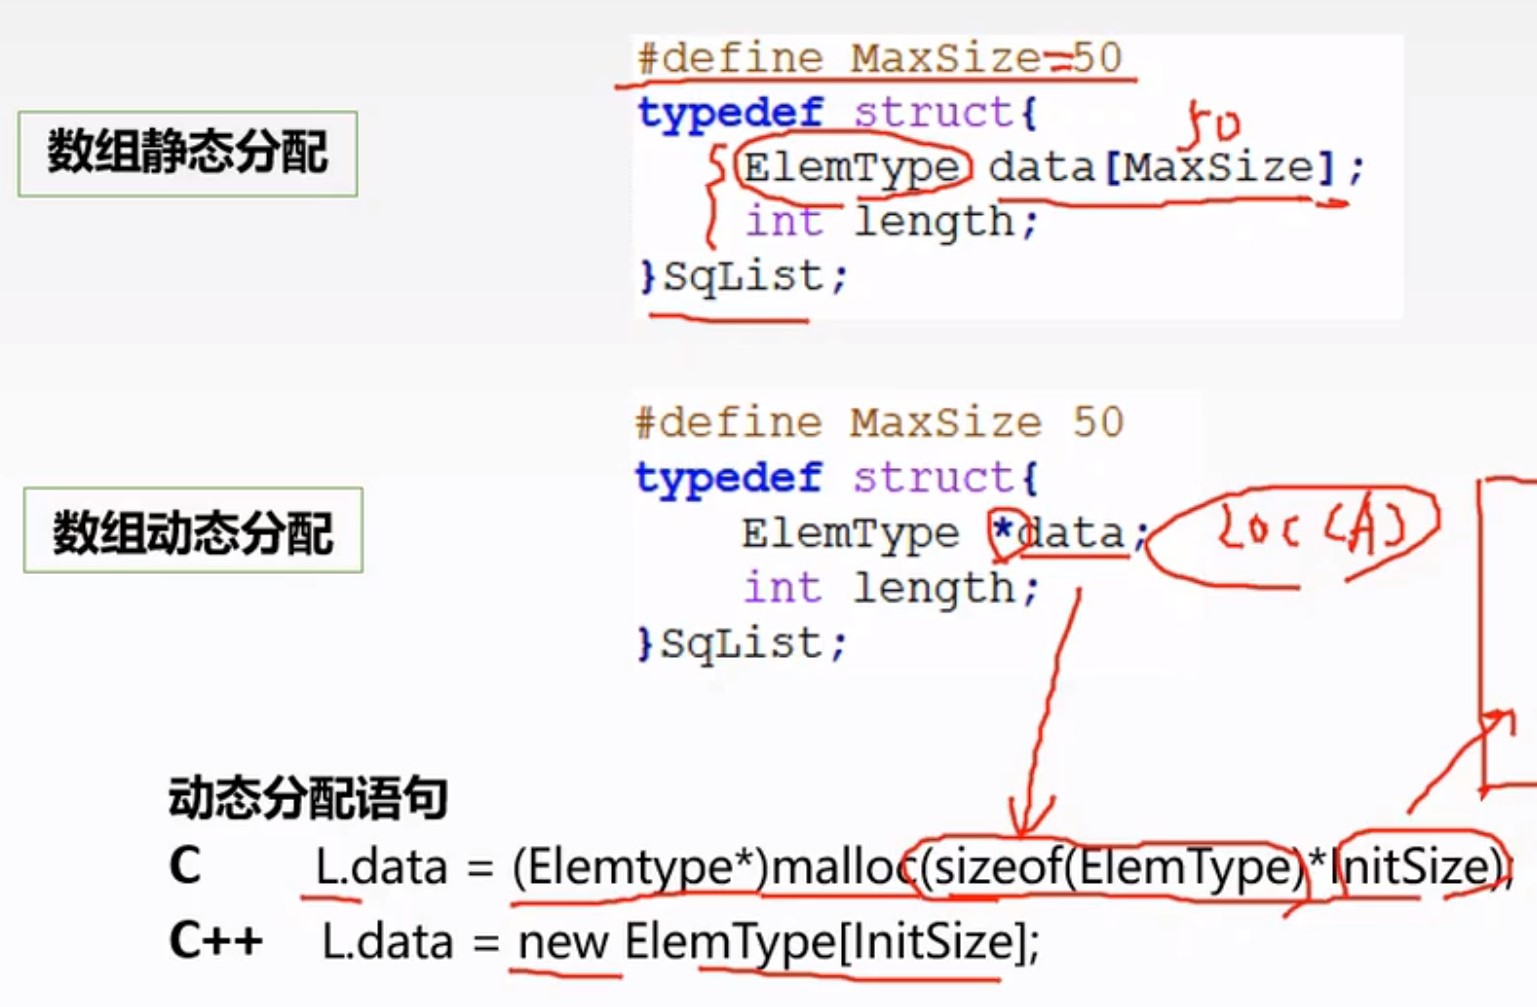 数组静态分配
#define MaxSize=50
typedef struct{
50
ElemType data[MaxSize];
int length;
}SqList;
数组动态分配
#define MaxSize 50
typedef struct{
ElemType *data;
Loc(A)
int length;
}SqList;
动态分配语句
C L.data = (Elemtype*)malloc(sizeof(ElemType)*InitSize);
C++ L.data = new ElemType[InitSize];